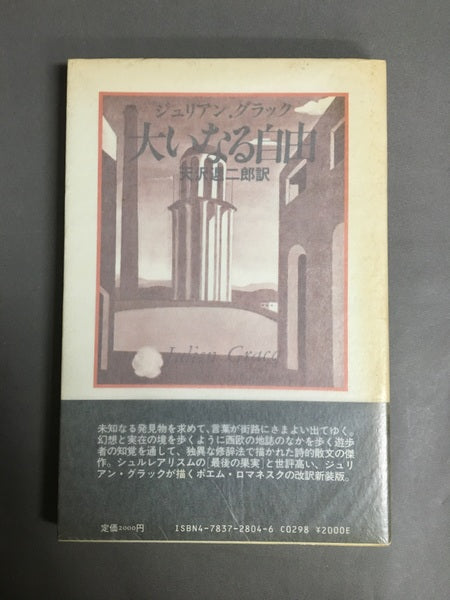 ジュリアン・グラック
大いなる自由
天沢退二郎訳
Julien Gracq
未知なる発見物を求めて、言葉が街路にさまよい出てゆく。
幻想と実在の境を歩くように西欧の地誌のなかを歩く遊歩
者の知覚を通して、独異な修辞法で描かれた詩的散文の傑
作。シュルレアリスムの［最後の果実］と世評高い、ジュリ
アン・グラックが描くポエム・ロマネスクの改訳新装版。
定価2000円
ISBN4-7837-2804-6 C0298 ¥2000E